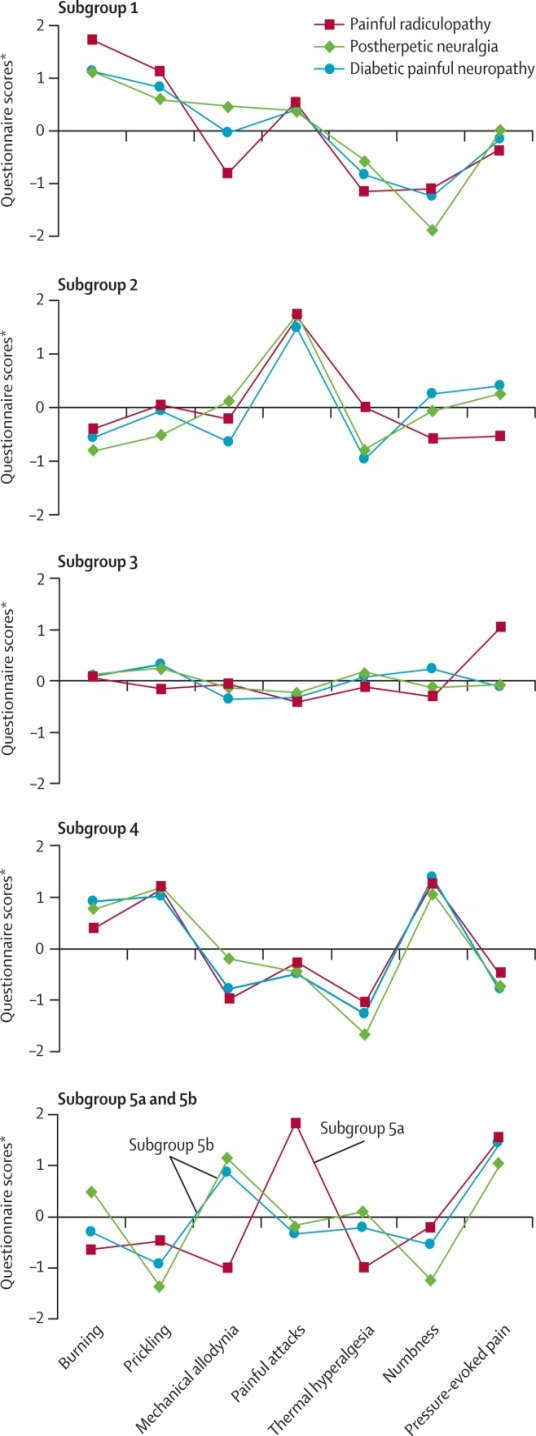 Subgroup 1
Painful radiculopathy
Postherpetic neuralgia
Diabetic painful neuropathy
Questionnaire scores*
2
1
0
–1
–2
Subgroup 2
Questionnaire scores*
2
1
0
–1
–2
Subgroup 3
Questionnaire scores*
2
1
0
–1
–2
Subgroup 4
Questionnaire scores*
2
1
0
–1
–2
Subgroup 5a and 5b
Questionnaire scores*
2
1
0
–1
–2
Subgroup 5b
Subgroup 5a
Burning
Prickling
Mechanical allodynia
Painful attacks
Thermal hyperalgesia
Numbness
Pressure-evoked pain